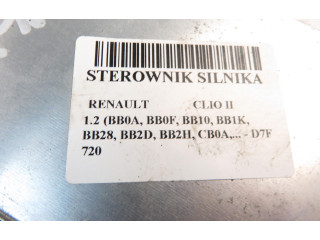 STEROWNIK SILNIKA
RENAULT CLIO II
1.2 (BB0A, BB0F, BB10, BB1K,
BB28, BB2D, BB2H, CB0A,... - D7F
720